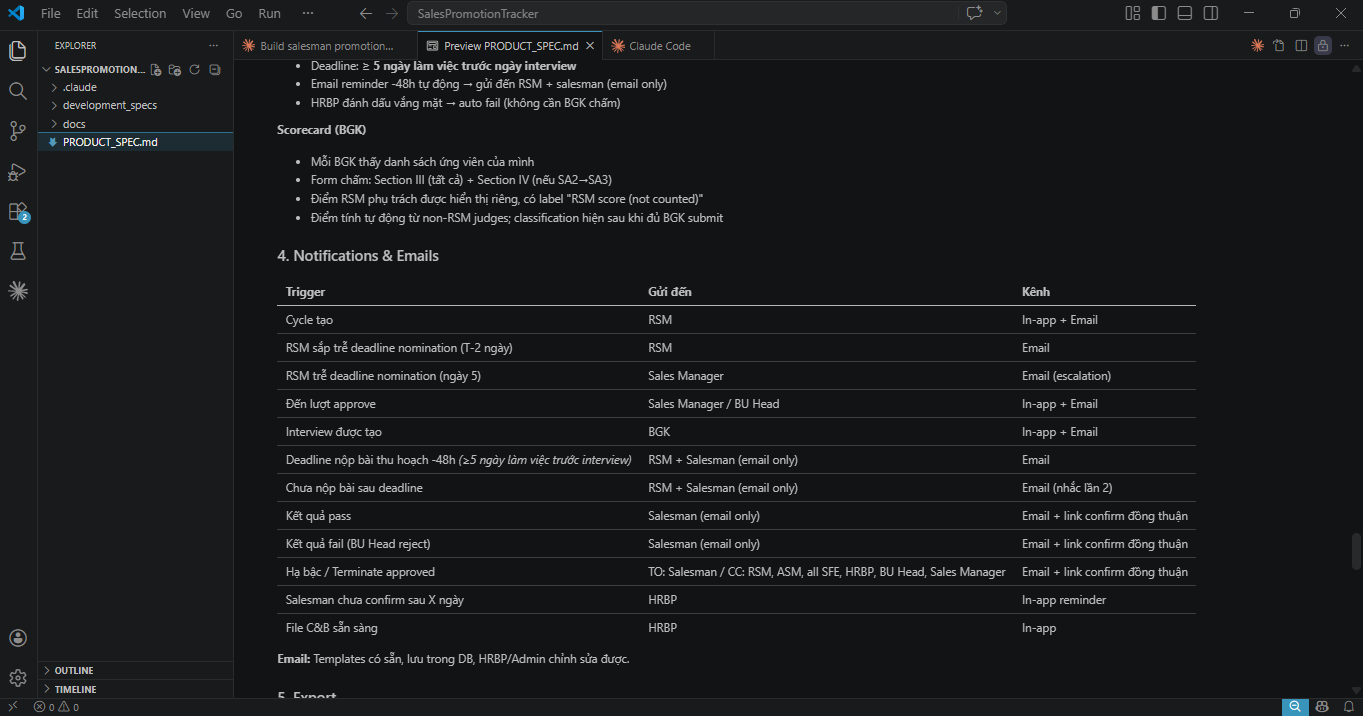 File Edit Selection View Go Run ··· SalesPromotionTracker
EXPLORER ···
Build salesman promotion...
Preview PRODUCT_SPEC.md
Claude Code
SALESPROMOTION...
.claude
development_specs
docs
PRODUCT_SPEC.md
2
OUTLINE
TIMELINE
• Deadline: ≥ 5 ngày làm việc trước ngày interview
• Email reminder -48h tự động → gửi đến RSM + salesman (email only)
• HRBP đánh dấu vắng mặt → auto fail (không cần BGK chấm)
Scorecard (BGK)
• Mỗi BGK thấy danh sách ứng viên của mình
• Form chấm: Section III (tất cả) + Section IV (nếu SA2→SA3)
• Điểm RSM phụ trách được hiển thị riêng, có label "RSM score (not counted)"
• Điểm tính tự động từ non-RSM judges; classification hiện sau khi đủ BGK submit
4. Notifications & Emails
Trigger Gửi đến Kênh
Cycle tạo RSM In-app + Email
RSM sắp trễ deadline nomination (T-2 ngày) RSM Email
RSM trễ deadline nomination (ngày 5) Sales Manager Email (escalation)
Đến lượt approve Sales Manager / BU Head In-app + Email
Interview được tạo BGK In-app + Email
Deadline nộp bài thu hoạch -48h (≥5 ngày làm việc trước interview) RSM + Salesman (email only) Email
Chưa nộp bài sau deadline RSM + Salesman (email only) Email (nhắc lần 2)
Kết quả pass Salesman (email only) Email + link confirm đồng thuận
Kết quả fail (BU Head reject) Salesman (email only) Email + link confirm đồng thuận
Hạ bậc / Terminate approved TO: Salesman / CC: RSM, ASM, all SFE, HRBP, BU Head, Sales Manager Email + link confirm đồng thuận
Salesman chưa confirm sau X ngày HRBP In-app reminder
File C&B sẵn sàng HRBP In-app
Email: Templates có sẵn, lưu trong DB, HRBP/Admin chỉnh sửa được.
5. Export
0 0